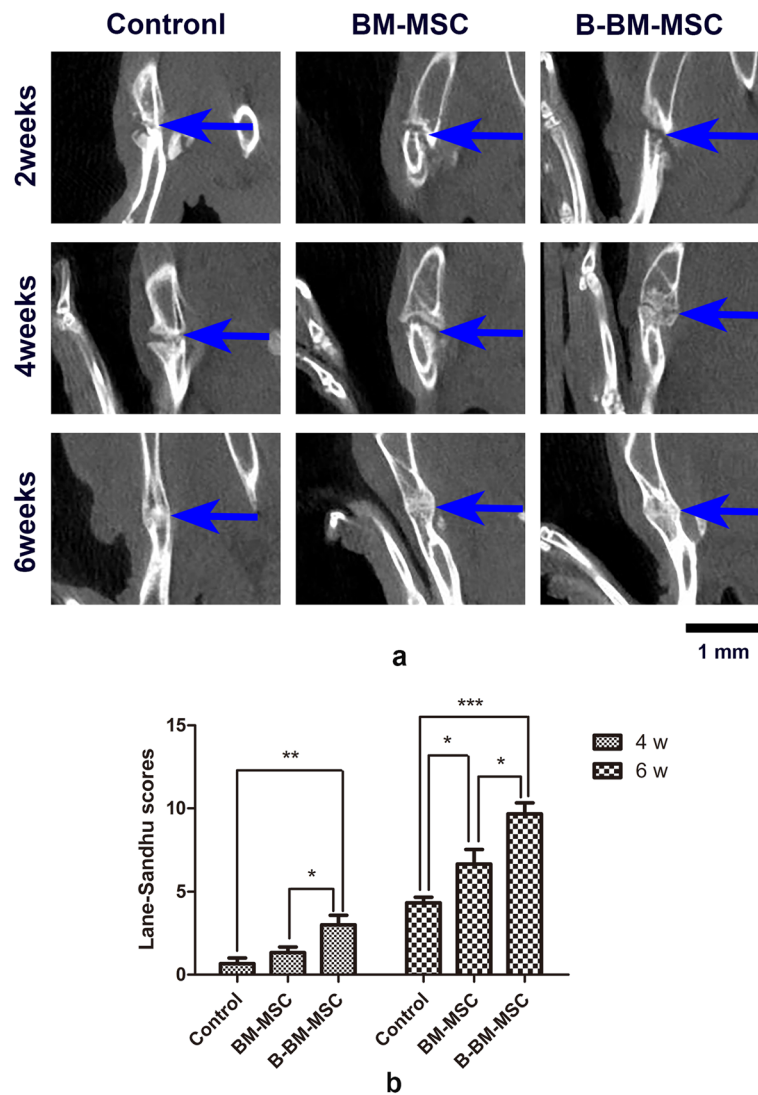 Contronl BM-MSC B-BM-MSC
2weeks
4weeks
6weeks
1 mm
a
Lane-Sandhu scores
15
10
5
0
***
**
*
*
*
4 w
6 w
Control
BM-MSC
B-BM-MSC
Control
BM-MSC
B-BM-MSC
b